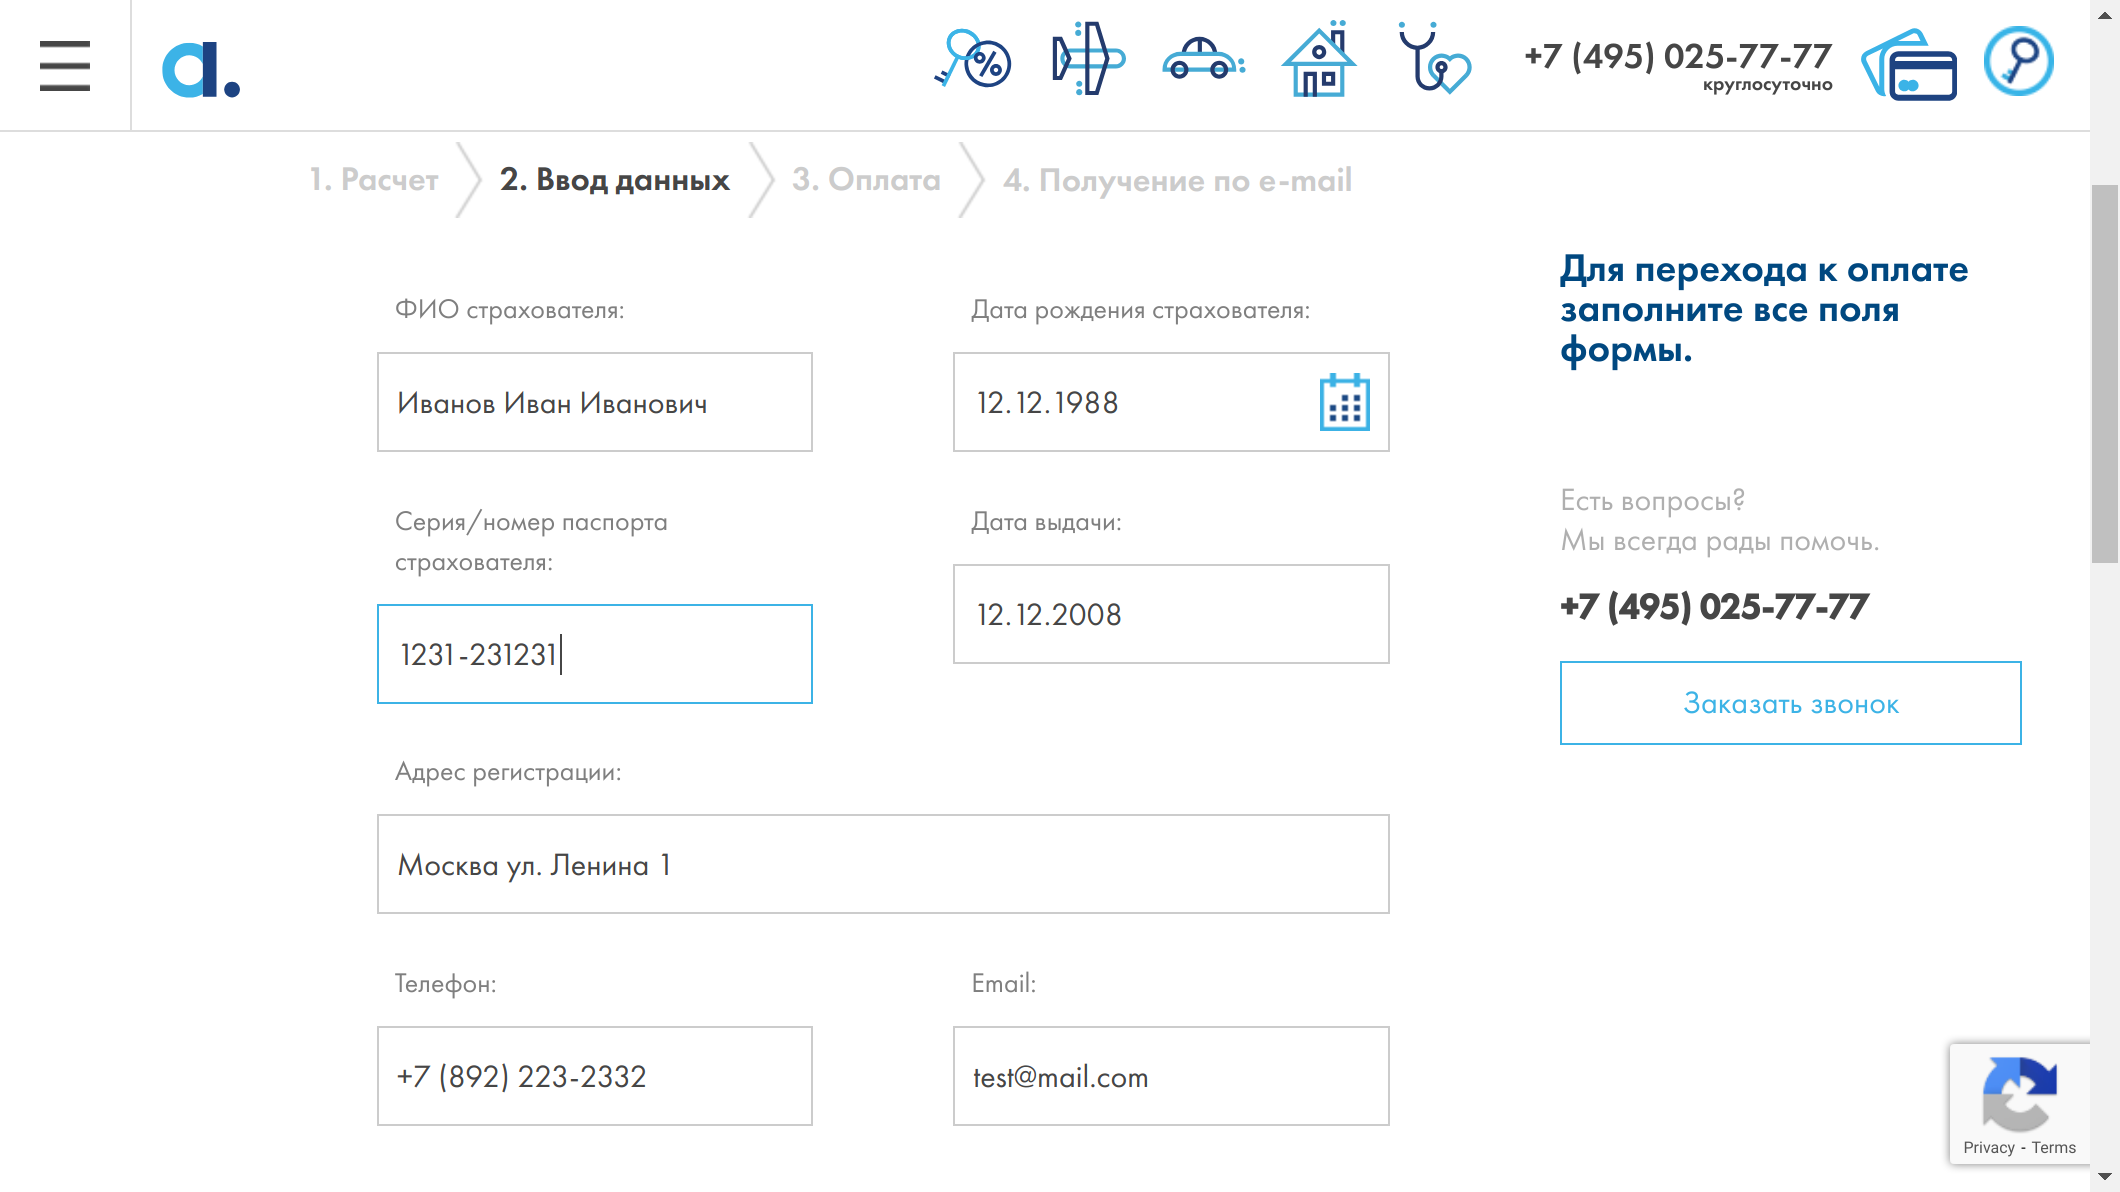 a.
+7 (495) 025-77-77
круглосуточно
1. Расчет
2. Ввод данных
3. Оплата
4. Получение по e-mail
ФИО страхователя:
Иванов Иван Иванович
Дата рождения страхователя:
12.12.1988
Серия/номер паспорта
страхователя:
1231-231231
Дата выдачи:
12.12.2008
Адрес регистрации:
Москва ул. Ленина 1
Телефон:
+7 (892) 223-2332
Email:
test@mail.com
Для перехода к оплате
заполните все поля
формы.
Есть вопросы?
Мы всегда рады помочь.
+7 (495) 025-77-77
Заказать звонок
Privacy - Terms